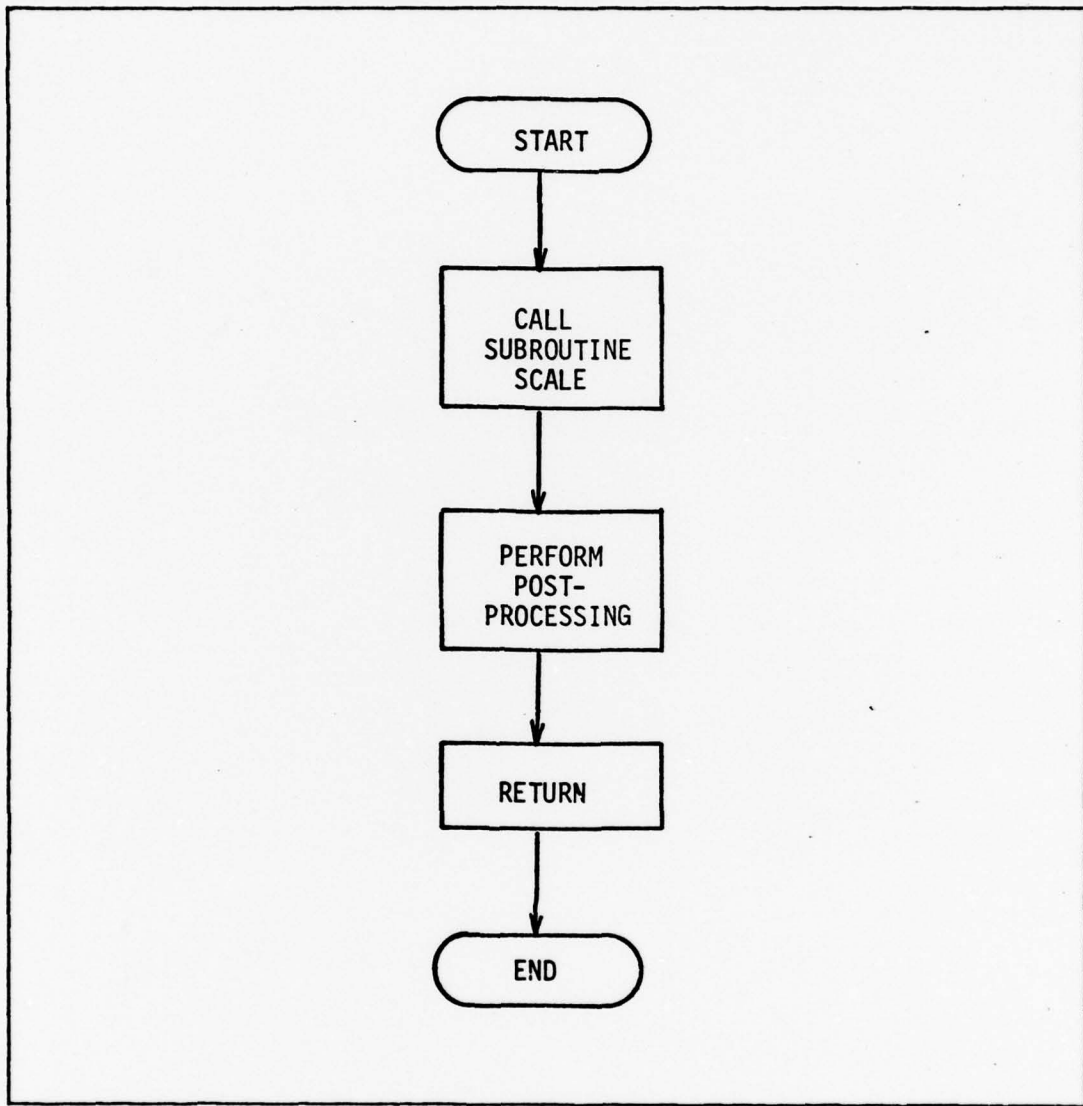 START
CALL
SUBROUTINE
SCALE
PERFORM
POST-
PROCESSING
RETURN
END